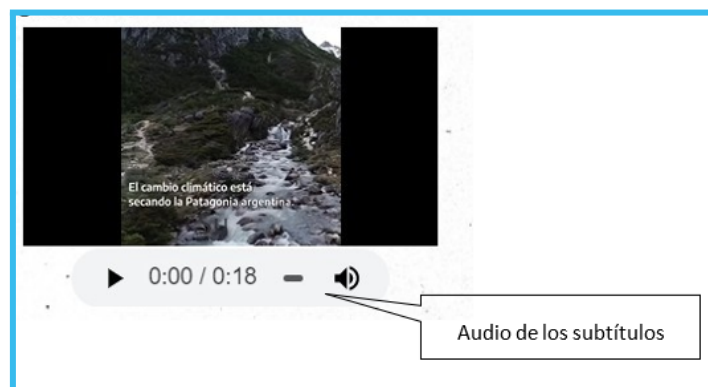 El cambio climático está
secando la Patagonia argentina.
0:00 / 0:18
Audio de los subtítulos